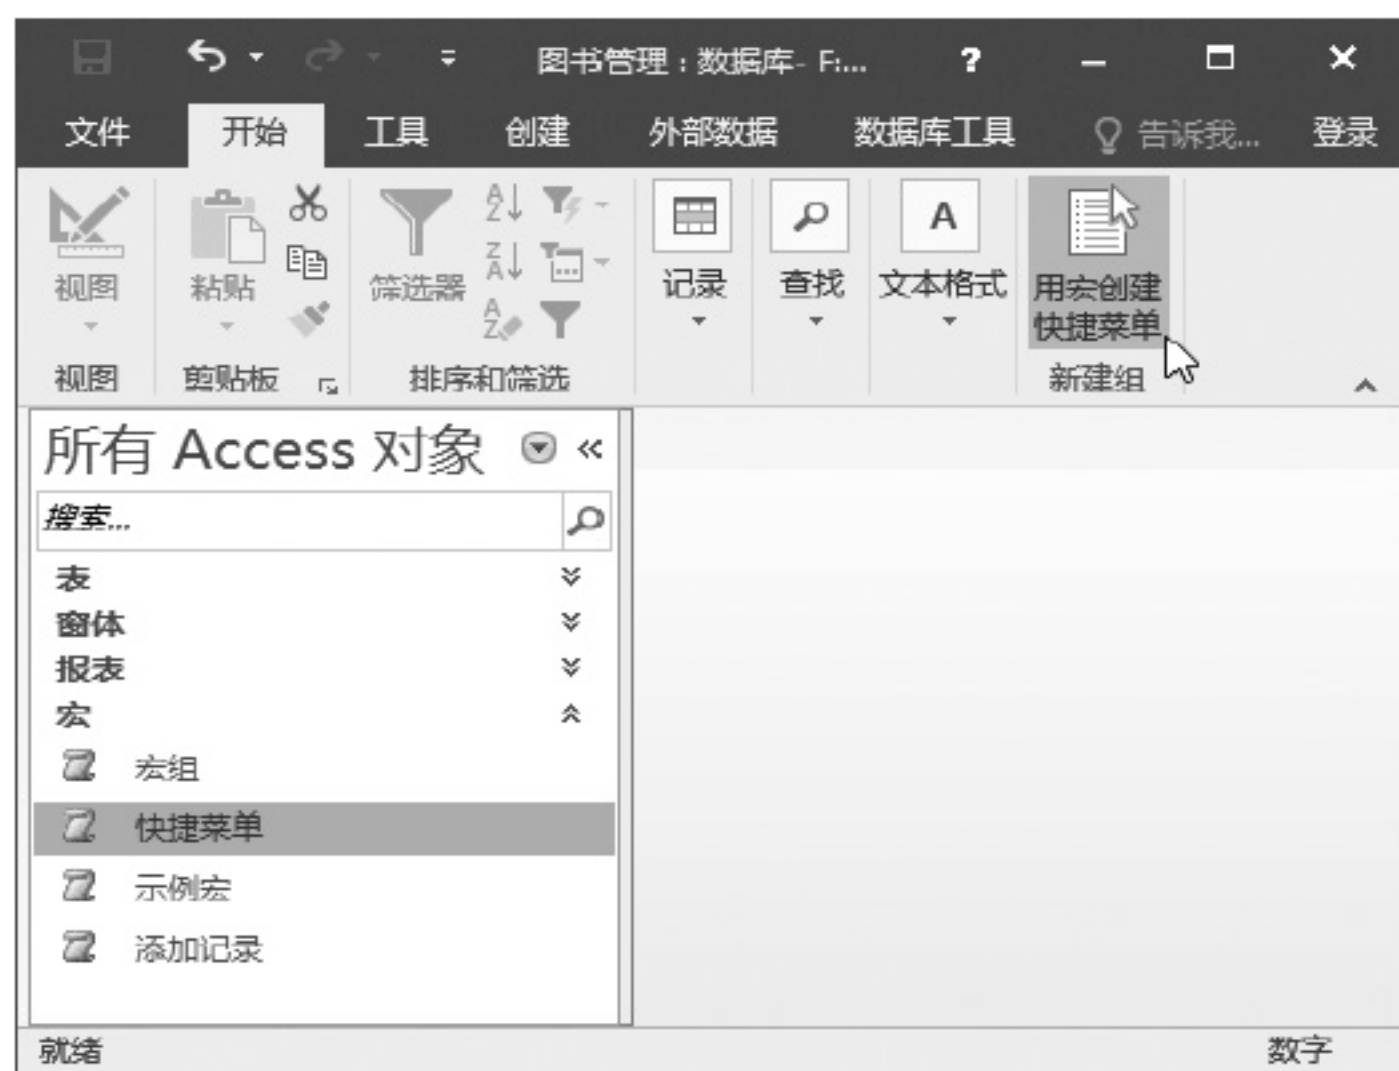 图书管理：数据库- F:... ?
文件 开始 工具 创建 外部数据 数据库工具 告诉我... 登录
视图
粘贴
筛选器
记录
查找
A
文本格式
用宏创建
快捷菜单
视图 剪贴板 排序和筛选 新建组
所有 Access 对象
搜索...
表
窗体
报表
宏
宏组
快捷菜单
示例宏
添加记录
就绪 数字